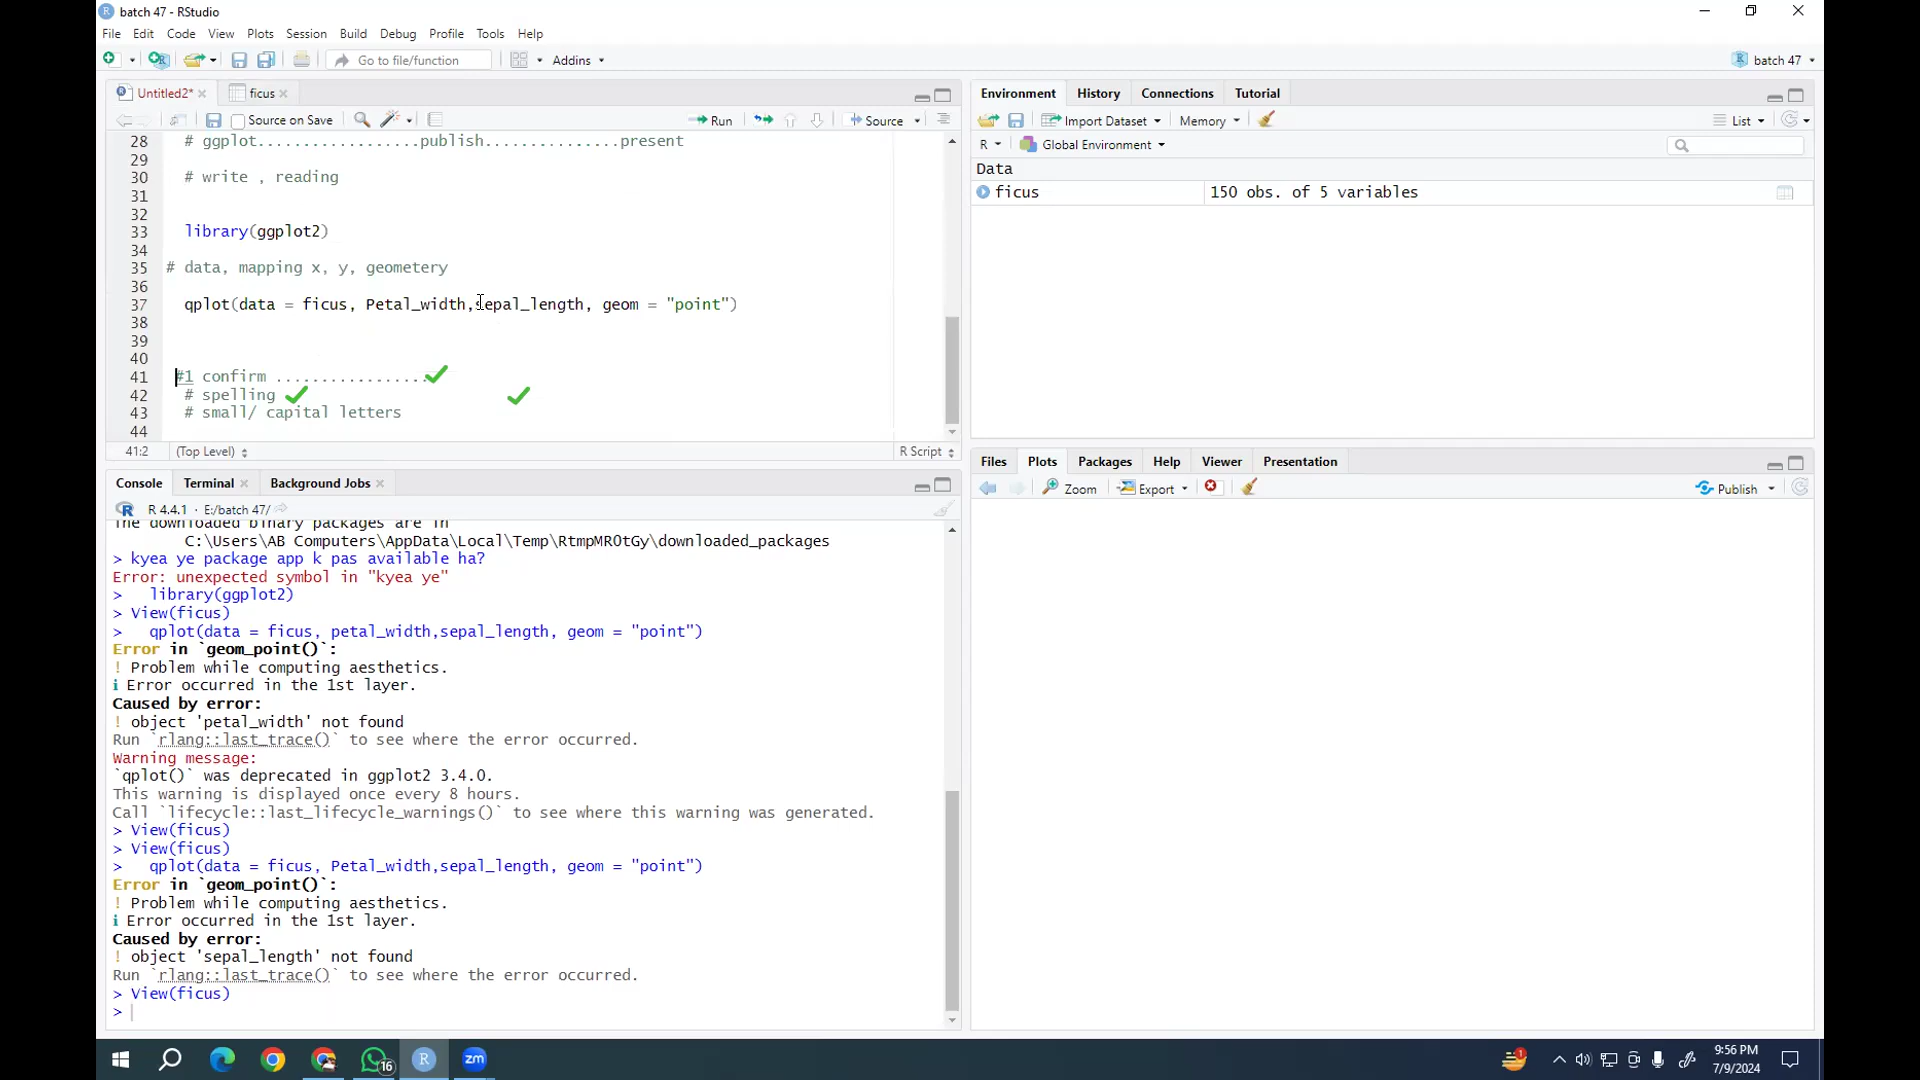 batch 47 - RStudio
File Edit Code View Plots Session Build Debug Profile Tools Help
Go to file/function Addins batch 47
Untitled2* ficus
Source on Save Run Source
28 # ggplot..................publish...............present
29
30 # write , reading
31
32
33 library(ggplot2)
34
35 # data, mapping x, y, geometery
36
37 qplot(data = ficus, Petal_width,sepal_length, geom = "point")
38
39
40
41 #1 confirm .................
42 # spelling
43 # small/ capital letters
44
41:2 (Top Level) R Script
Console Terminal Background Jobs
R 4.4.1 · E:/batch 47/
The downloaded binary packages are in
C:\Users\AB Computers\AppData\Local\Temp\RtmpMROtGy\downloaded_packages
> kyea ye package app k pas available ha?
Error: unexpected symbol in "kyea ye"
> library(ggplot2)
> View(ficus)
> qplot(data = ficus, petal_width,sepal_length, geom = "point")
Error in `geom_point()`:
! Problem while computing aesthetics.
ℹ Error occurred in the 1st layer.
Caused by error:
! object 'petal_width' not found
Run `rlang::last_trace()` to see where the error occurred.
Warning message:
`qplot()` was deprecated in ggplot2 3.4.0.
This warning is displayed once every 8 hours.
Call `lifecycle::last_lifecycle_warnings()` to see where this warning was generated.
> View(ficus)
> View(ficus)
> qplot(data = ficus, Petal_width,sepal_length, geom = "point")
Error in `geom_point()`:
! Problem while computing aesthetics.
ℹ Error occurred in the 1st layer.
Caused by error:
! object 'sepal_length' not found
Run `rlang::last_trace()` to see where the error occurred.
> View(ficus)
>
Environment History Connections Tutorial
Import Dataset Memory List
R Global Environment
Data
ficus 150 obs. of 5 variables
Files Plots Packages Help Viewer Presentation
Zoom Export Publish
16 R zm 1
9:56 PM
7/9/2024